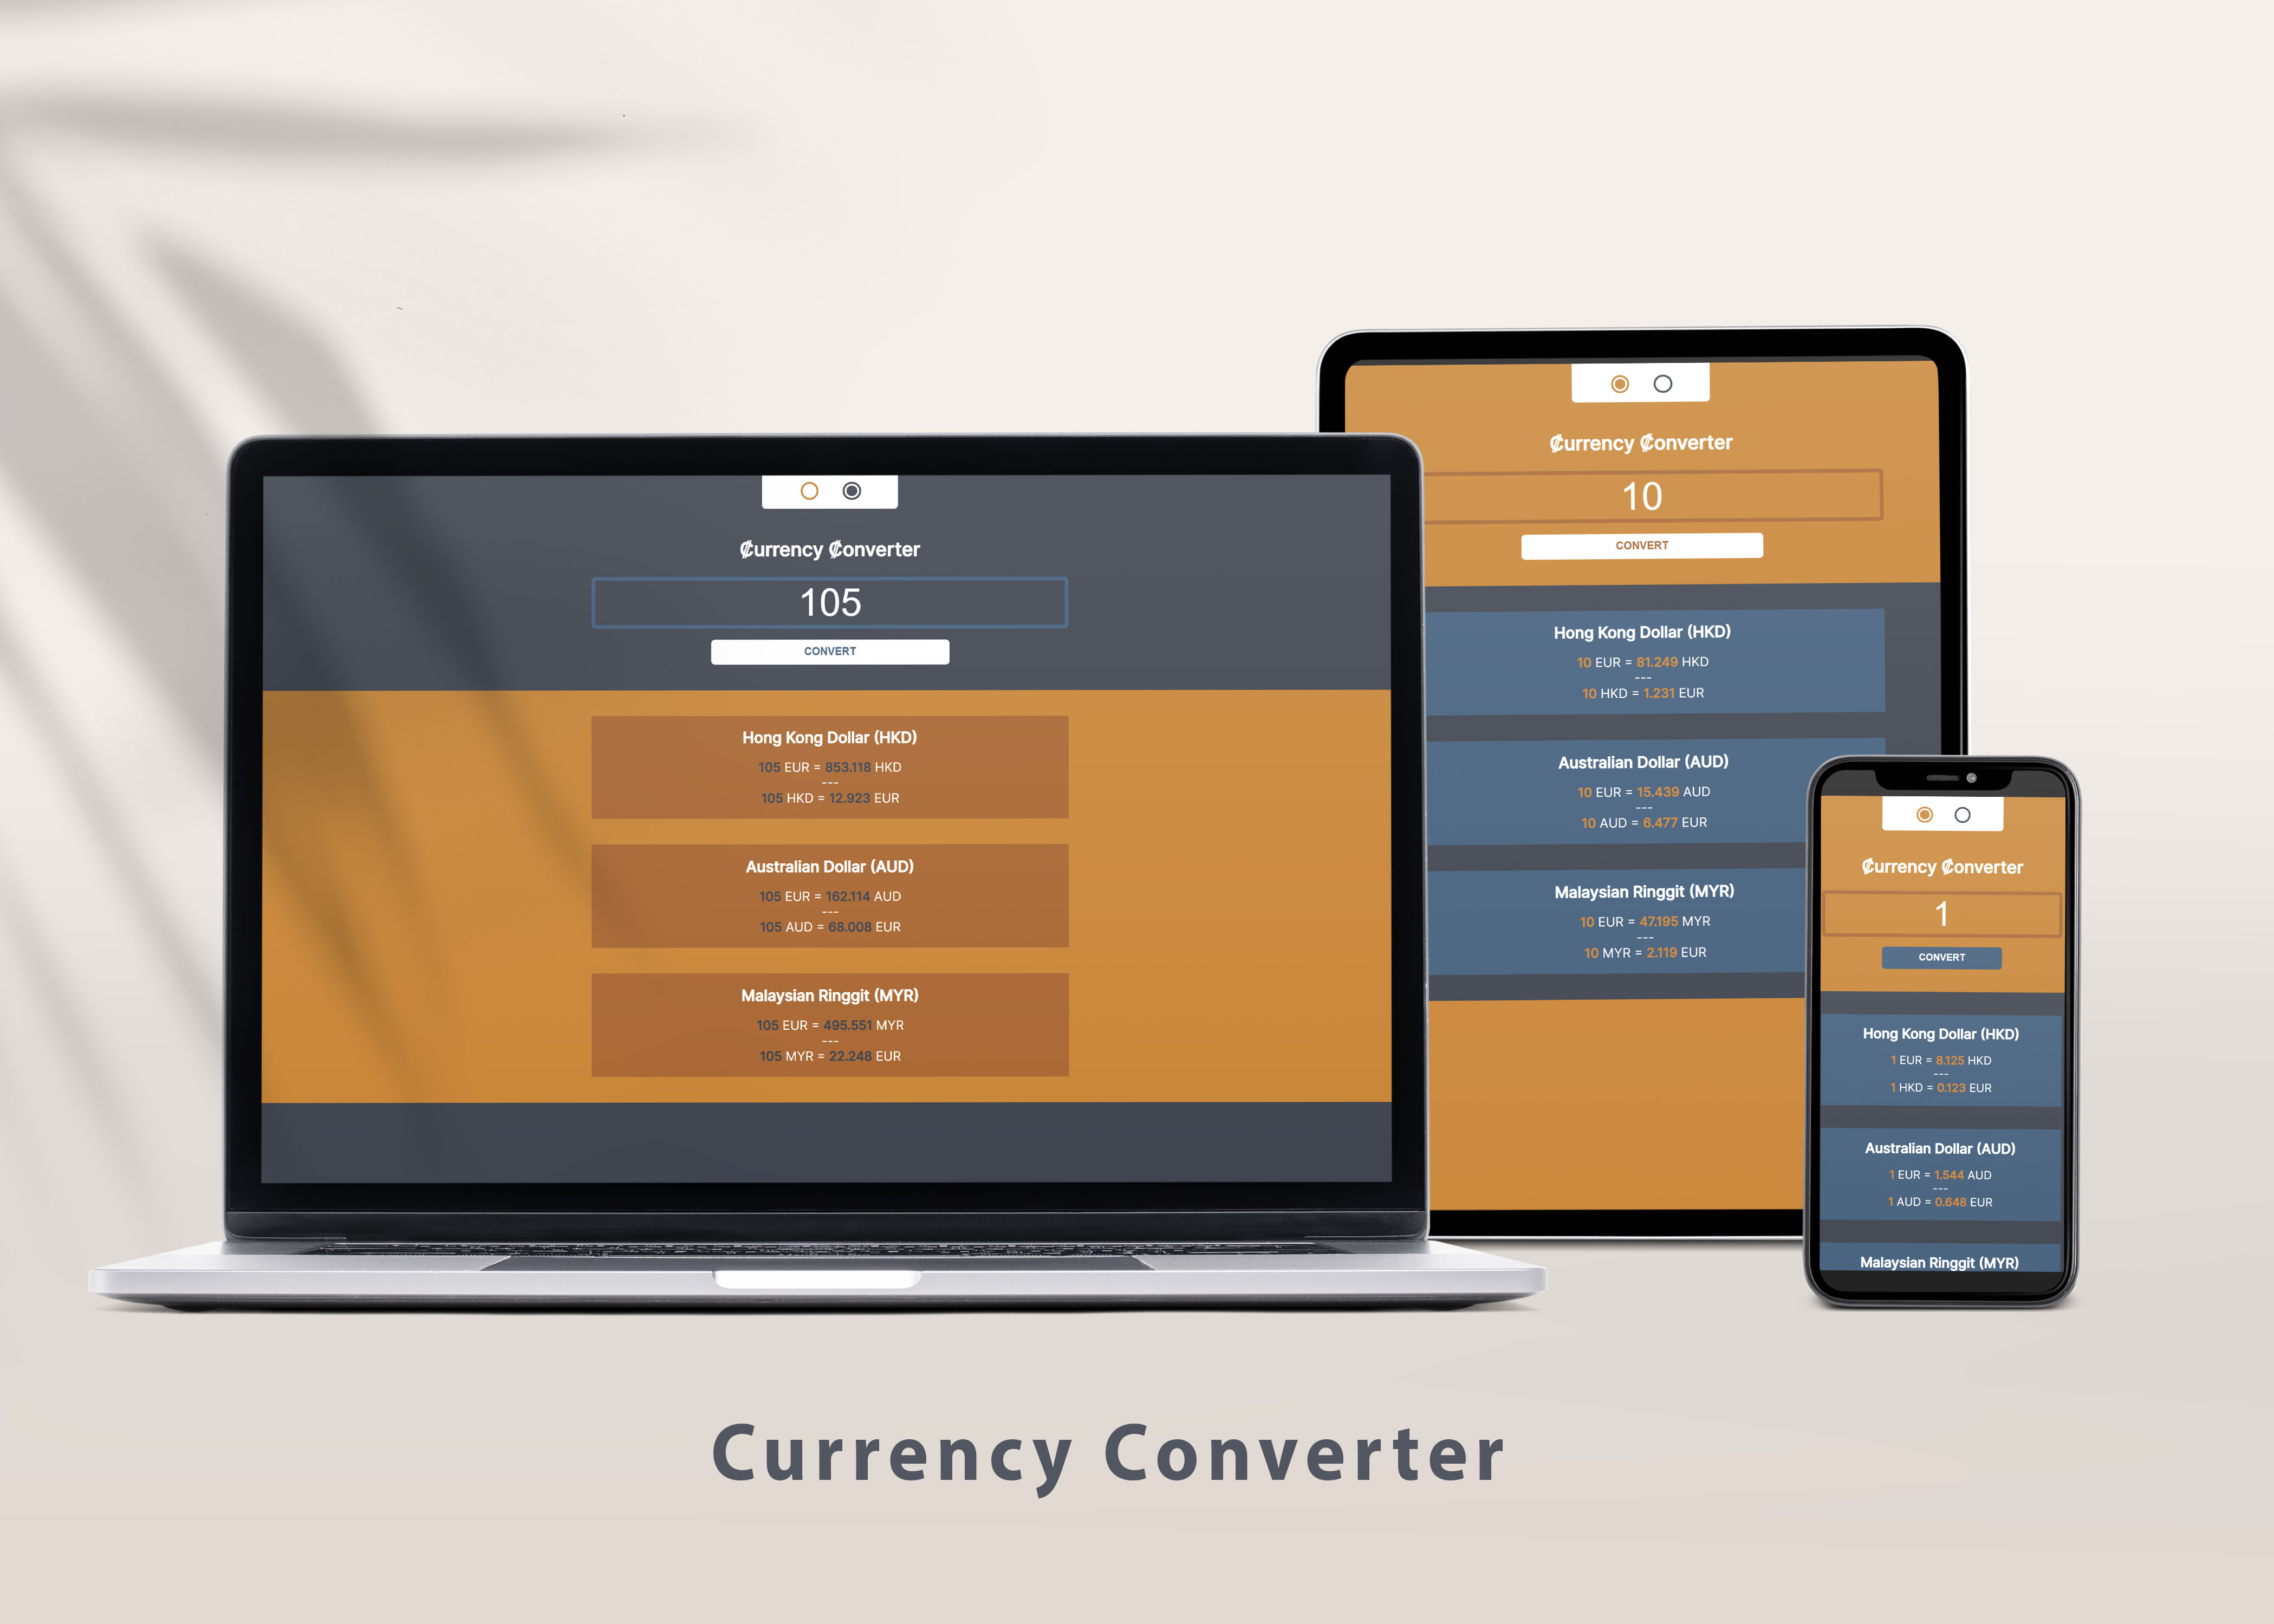 ₡urrency ₡onverter
105
CONVERT
Hong Kong Dollar (HKD)
105 EUR = 853.118 HKD
---
105 HKD = 12.923 EUR
Australian Dollar (AUD)
105 EUR = 162.114 AUD
---
105 AUD = 68.008 EUR
Malaysian Ringgit (MYR)
105 EUR = 495.551 MYR
---
105 MYR = 22.248 EUR
₡urrency ₡onverter
10
CONVERT
Hong Kong Dollar (HKD)
10 EUR = 81.249 HKD
---
10 HKD = 1.231 EUR
Australian Dollar (AUD)
10 EUR = 15.439 AUD
---
10 AUD = 6.477 EUR
Malaysian Ringgit (MYR)
10 EUR = 47.195 MYR
---
10 MYR = 2.119 EUR
₡urrency ₡onverter
1
CONVERT
Hong Kong Dollar (HKD)
1 EUR = 8.125 HKD
---
1 HKD = 0.123 EUR
Australian Dollar (AUD)
1 EUR = 1.544 AUD
---
1 AUD = 0.648 EUR
Malaysian Ringgit (MYR)
Currency Converter